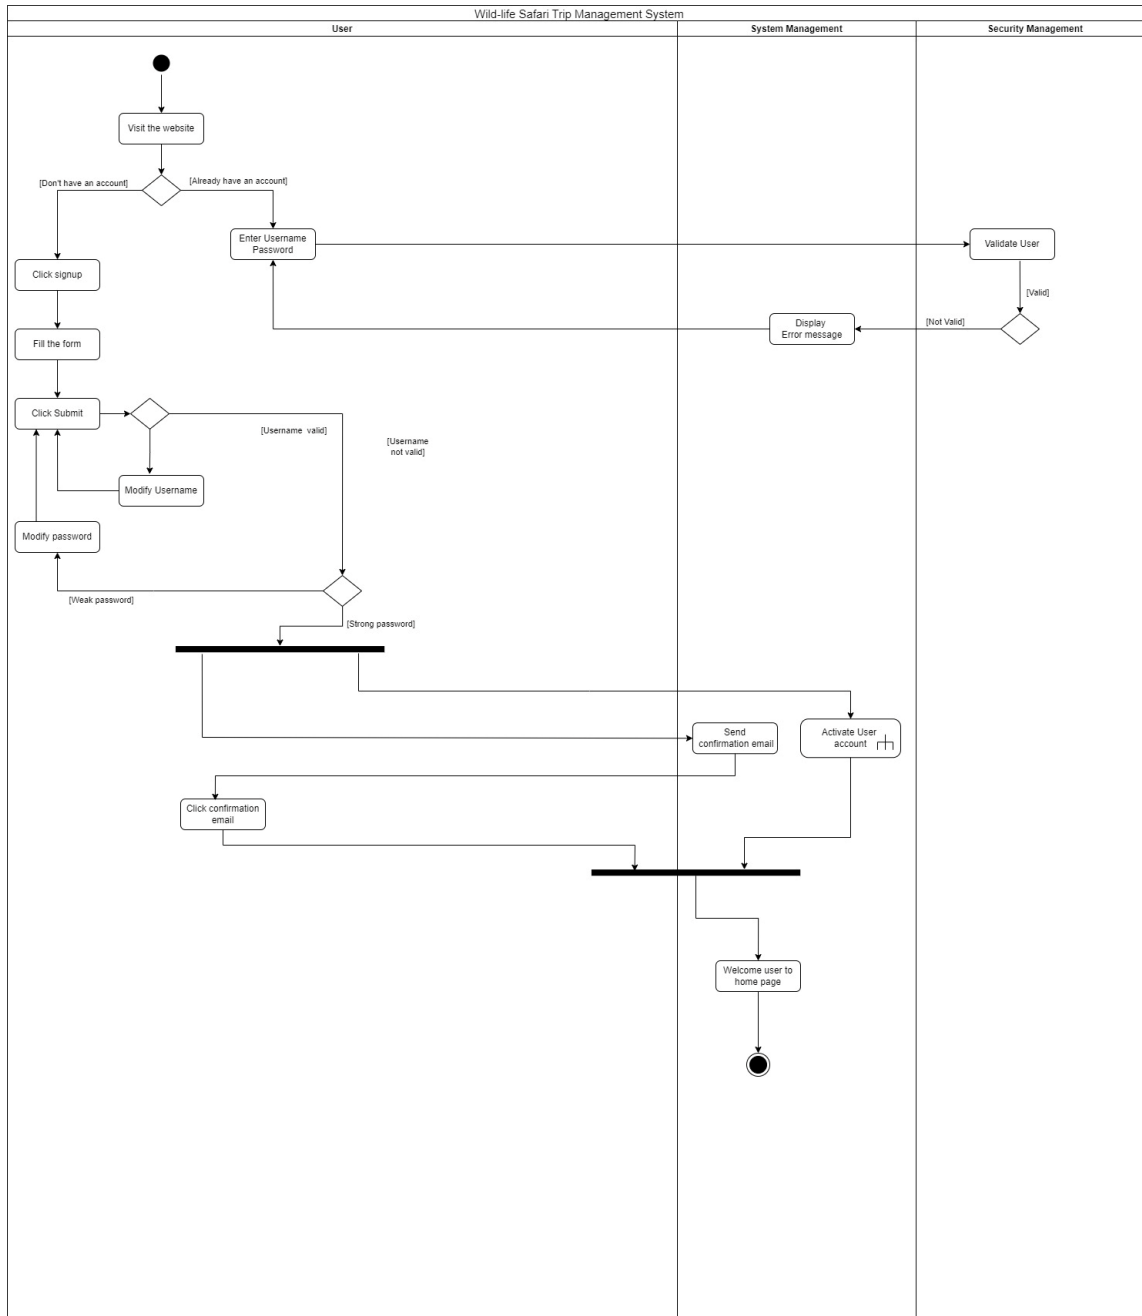 Wild-life Safari Trip Management System
User
System Management
Security Management
Visit the website
[Don't have an account]
[Already have an account]
Enter Username
Password
Validate User
Click signup
[Valid]
Display
Error message
[Not Valid]
Fill the form
Click Submit
[Username valid]
[Username
not valid]
Modify Username
Modify password
[Weak password]
[Strong password]
Send
confirmation email
Activate User
account
Click confirmation
email
Welcome user to
home page